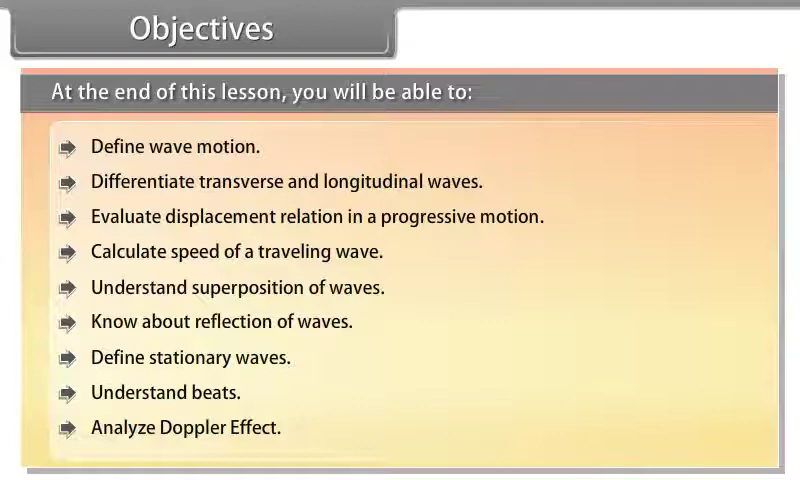 Objectives
At the end of this lesson, you will be able to:
Define wave motion.
Differentiate transverse and longitudinal waves.
Evaluate displacement relation in a progressive motion.
Calculate speed of a traveling wave.
Understand superposition of waves.
Know about reflection of waves.
Define stationary waves.
Understand beats.
Analyze Doppler Effect.